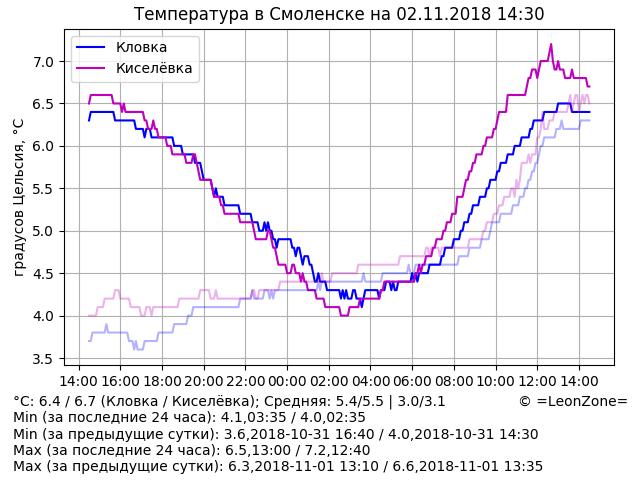 Температура в Смоленске на 02.11.2018 14:30
Кловка
Киселёвка
градусов Цельсия, °C
7.0
6.5
6.0
5.5
5.0
4.5
4.0
3.5
14:00 16:00 18:00 20:00 22:00 00:00 02:00 04:00 06:00 08:00 10:00 12:00 14:00
°C: 6.4 / 6.7 (Кловка / Киселёвка); Средняя: 5.4/5.5 | 3.0/3.1 © =LeonZone=
Min (за последние 24 часа): 4.1,03:35 / 4.0,02:35
Min (за предыдущие сутки): 3.6,2018-10-31 16:40 / 4.0,2018-10-31 14:30
Max (за последние 24 часа): 6.5,13:00 / 7.2,12:40
Max (за предыдущие сутки): 6.3,2018-11-01 13:10 / 6.6,2018-11-01 13:35